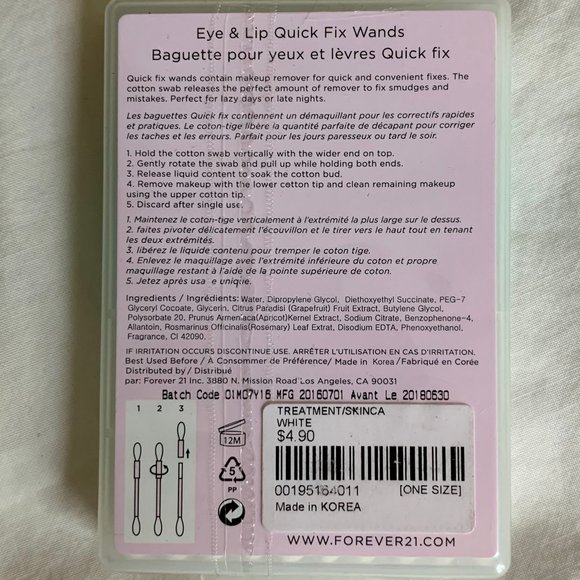 Eye & Lip Quick Fix Wands
Baguette pour yeux et lèvres Quick fix
Quick fix wands contain makeup remover for quick and convenient fixes. The
cotton swab releases the perfect amount of remover to fix smudges and
mistakes. Perfect for lazy days or late nights.
Les baguettes Quick fix contiennent un démaquillant pour les correctifs rapides
et pratiques. Le coton-tige libère la quantité parfaite de décapant pour corriger
les taches et les erreurs. Parfait pour les jours paresseux ou tard le soir.
1. Hold the cotton swab vertically with the wider end on top.
2. Gently rotate the swab and pull up while holding both ends.
3. Release liquid content to soak the cotton bud.
4. Remove makeup with the lower cotton tip and clean remaining makeup
using the upper cotton tip.
5. Discard after single use.
1. Maintenez le coton-tige verticalement à l'extrémité la plus large sur le dessus.
2. faites pivoter délicatement l'écouvillon et le tirer vers le haut tout en tenant
les deux extrémités.
3. libérez le liquide contenu pour tremper le coton tige.
4. Enlevez le maquillage avec l'extrémité inférieure du coton et propre
maquillage restant à l'aide de la pointe supérieure de coton.
5. Jetez après usa e unique.
Ingredients / Ingrédients: Water, Dipropylene Glycol, Diethoxyethyl Succinate, PEG-7
Glyceryl Cocoate, Glycerin, Citrus Paradisi (Grapefruit) Fruit Extract, Butylene Glycol,
Polysorbate 20, Prunus Armeniaca(Apricot)Kernel Extract, Sodium Citrate, Benzophenone-4,
Allantoin, Rosmarinus Officinalis(Rosemary) Leaf Extrat, Disodium EDTA, Phenoxyethanol,
Fragrance, CI 42090.
IF IRRITATION OCCURS DISCONTINUE USE. ARRÊTER L'UTILISATION EN CAS D'IRRITATION.
Best Used Before / À Consommer de Préférence/ Made in Korea / Fabriqué en Corée
Distributed by / Distribué
par: Forever 21 Inc. 3880 N. Mission Road Los Angeles, CA 90031
Batch Code 01M07Y16 MFG 20160701 Avant Le 20180630
1 2 3
12M
5
PP
TREATMENT/SKINCA
WHITE
$4.90
00195164011 [ONE SIZE]
Made in KOREA
WWW.FOREVER21.COM